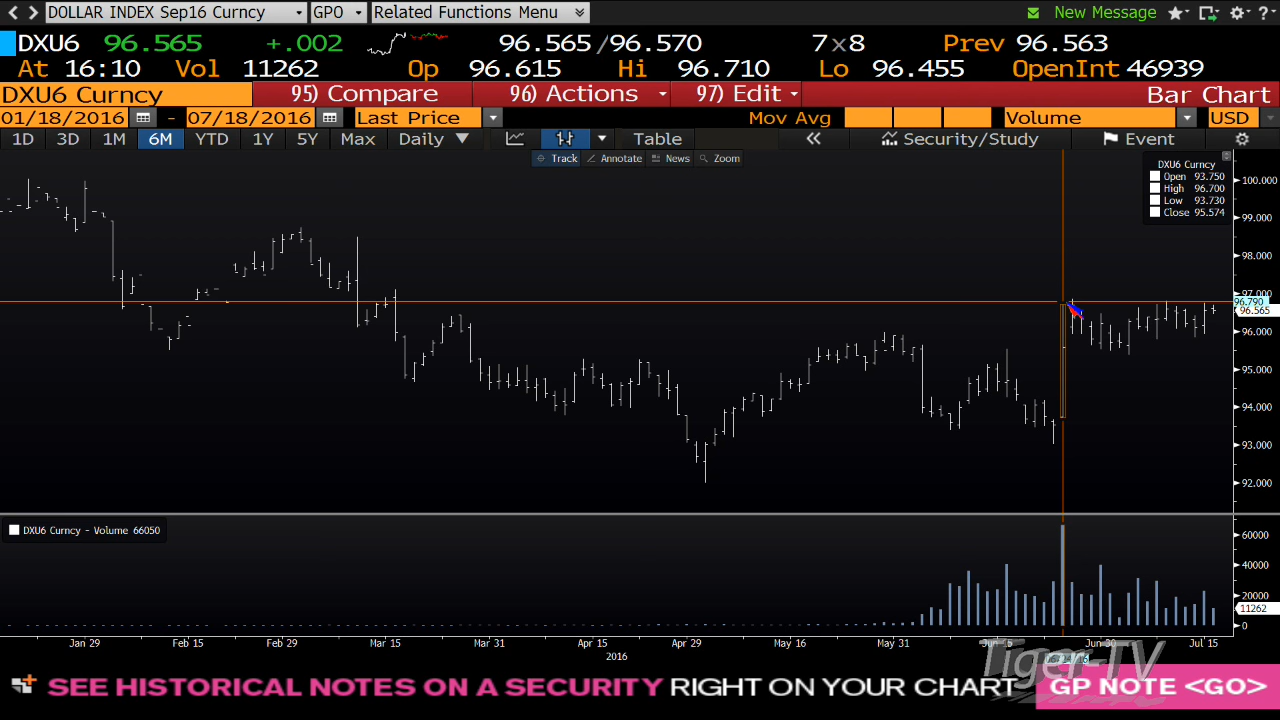 DOLLAR INDEX Sep16 Curncy GPO Related Functions Menu New Message
DXU6 96.565 +.002 96.565/96.570 7x8 Prev 96.563
At 16:10 Vol 11262 Op 96.615 Hi 96.710 Lo 96.455 OpenInt 46939
DXU6 Curncy 95) Compare 96) Actions 97) Edit Bar Chart
01/18/2016 - 07/18/2016 Last Price Mov Avg Volume USD
1D 3D 1M 6M YTD 1Y 5Y Max Daily Table Security/Study Event
Track Annotate News Zoom
DXU6 Curncy
Open 93.750
High 96.700
Low 93.730
Close 95.574
100.000
99.000
98.000
97.000
96.790
96.565
96.000
95.000
94.000
93.000
92.000
DXU6 Curncy - Volume 66050
60000
40000
20000
11262
0
Jan 29 Feb 15 Feb 29 Mar 15 Mar 31 Apr 15 Apr 29 May 16 May 31 Jun 15 Jun 30 Jul 15
2016
Tiger-TV
SEE HISTORICAL NOTES ON A SECURITY RIGHT ON YOUR CHART GP NOTE <GO>